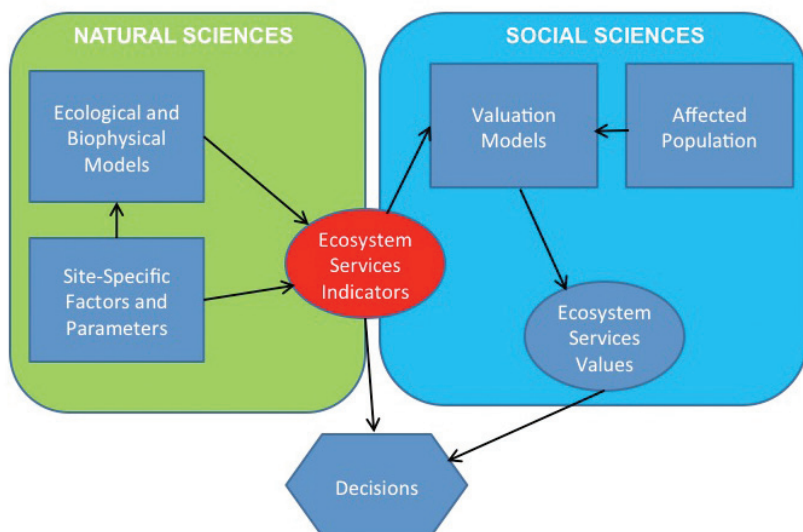 NATURAL SCIENCES
Ecological and
Biophysical
Models
Site-Specific
Factors and
Parameters
Ecosystem
Services
Indicators
SOCIAL SCIENCES
Valuation
Models
Affected
Population
Ecosystem
Services
Values
Decisions